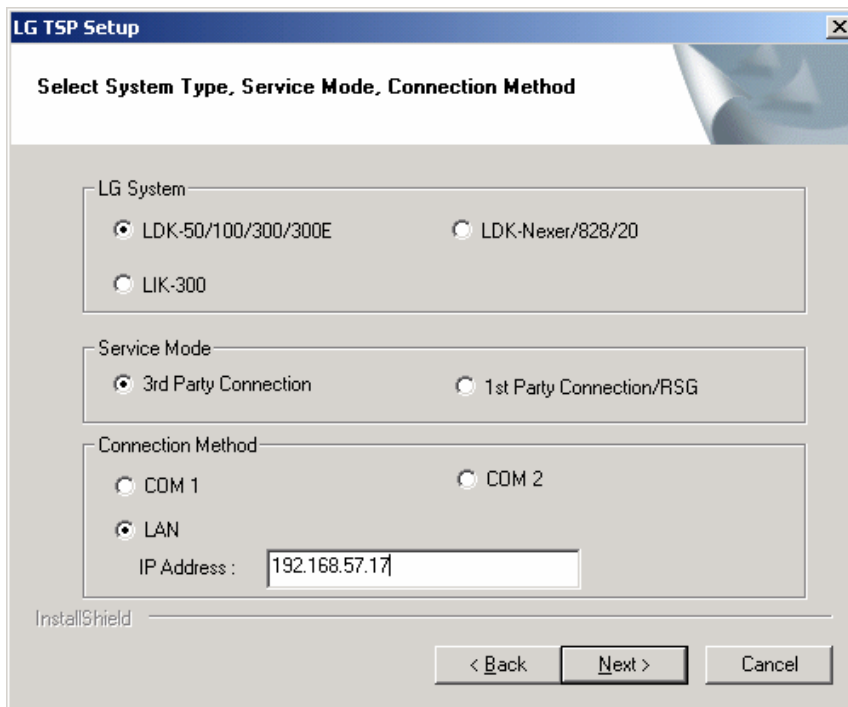 LG TSP Setup
Select System Type, Service Mode, Connection Method
LG System
LDK-50/100/300/300E LDK-Nexer/828/20
LIK-300
Service Mode
3rd Party Connection 1st Party Connection/RSG
Connection Method
COM 1 COM 2
LAN
IP Address : 192.168.57.17
InstallShield
< Back Next > Cancel